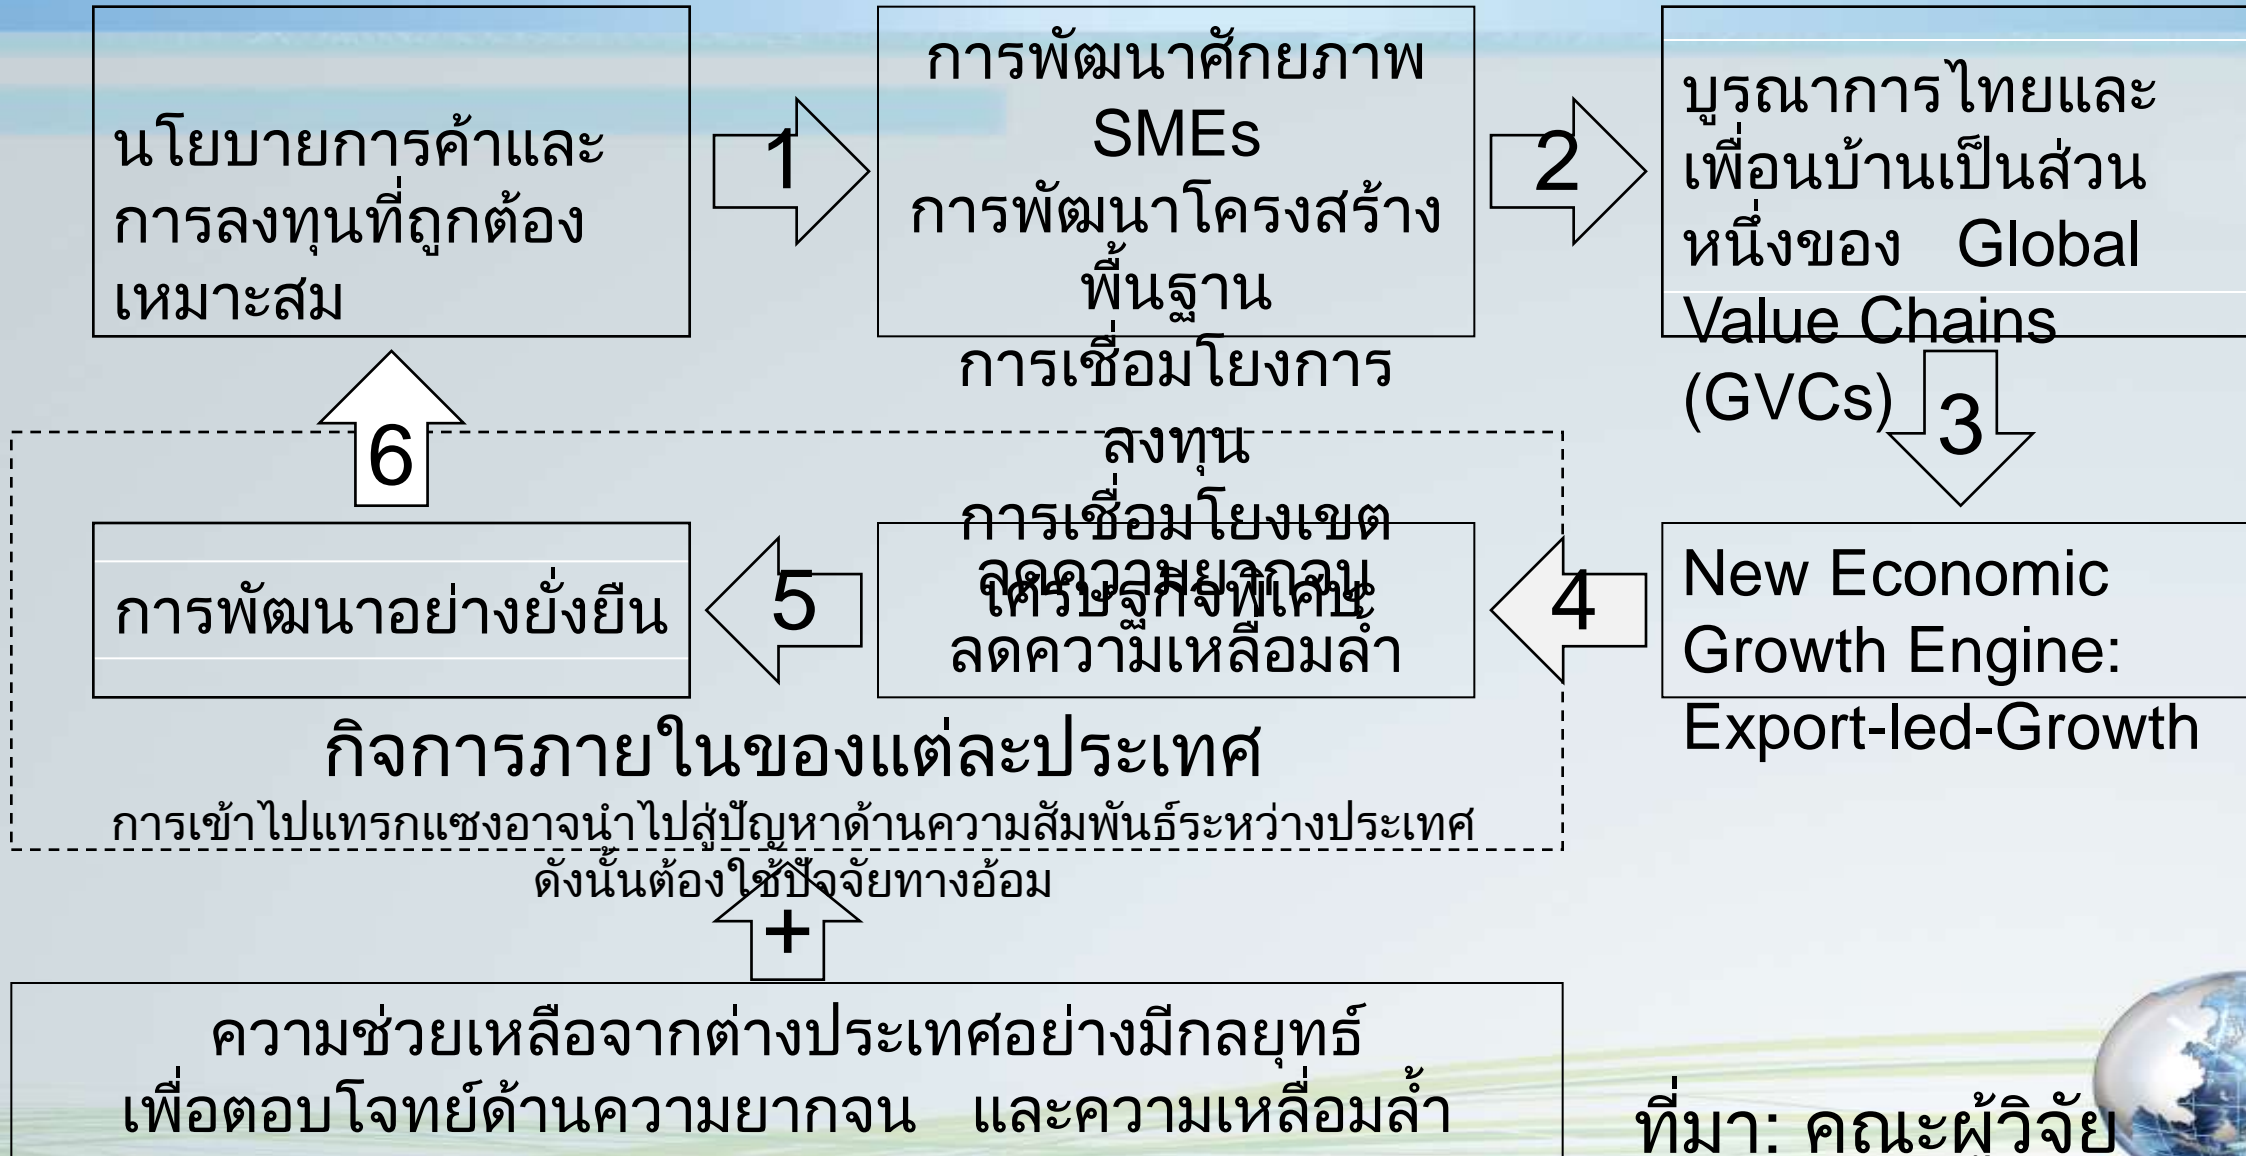 นโยบายการค้าและ
การลงทุนที่ถูกต้อง
เหมาะสม
1
การพัฒนาศักยภาพ
SMEs
การพัฒนาโครงสร้าง
พื้นฐาน
การเชื่อมโยงการ
ลงทุน
การเชื่อมโยงเขต
เศรษฐกิจพิเศษ
2
บูรณาการไทยและ
เพื่อนบ้านเป็นส่วน
หนึ่งของ Global
Value Chains
(GVCs)
3
New Economic
Growth Engine:
Export-led-Growth
4
ลดความยากจน
ลดความเหลื่อมล้ำ
5
การพัฒนาอย่างยั่งยืน
6
กิจการภายในของแต่ละประเทศ
การเข้าไปแทรกแซงอาจนำไปสู่ปัญหาด้านความสัมพันธ์ระหว่างประเทศ
ดังนั้นต้องใช้ปัจจัยทางอ้อม
+
ความช่วยเหลือจากต่างประเทศอย่างมีกลยุทธ์
เพื่อตอบโจทย์ด้านความยากจน และความเหลื่อมล้ำ
ที่มา: คณะผู้วิจัย